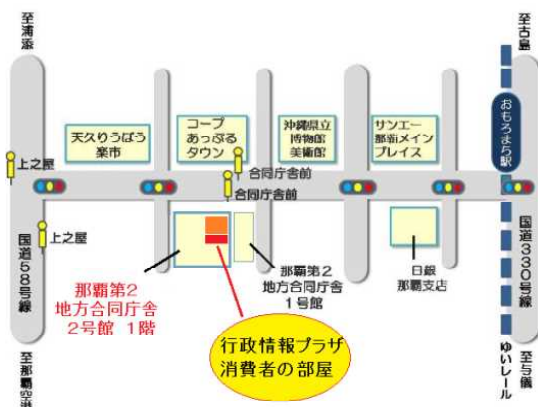 至浦添
至古島
天久りうぼう
楽市
コープ
あっぷる
タウン
沖縄県立
博物館
美術館
サンエー
那覇メイン
プレイス
おもろまち駅
上之屋
合同庁舎前
合同庁舎前
上之屋
国道58号線
那覇第2
地方合同庁舎
1号館
日銀
那覇支店
国道330号線
那覇第2
地方合同庁舎
2号館 1階
行政情報プラザ
消費者の部屋
至那覇空港
ゆいレール
至与儀